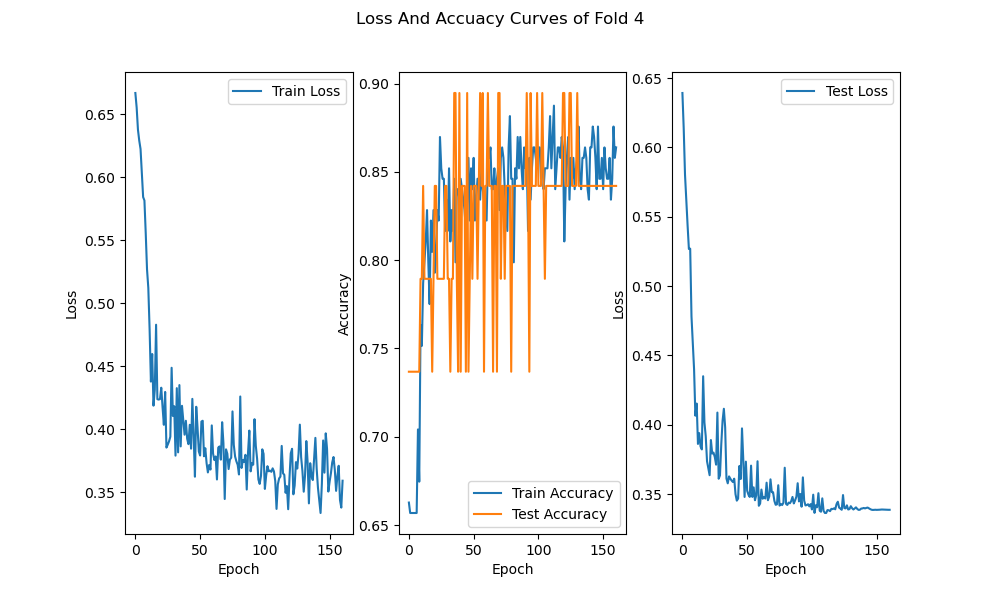 Loss And Accuacy Curves of Fold 4
Train Loss
0.65
0.60
0.55
0.50
0.45
0.40
0.35
Loss
0 50 100 150
Epoch
0.90
0.85
0.80
0.75
0.70
0.65
Accuracy
Train Accuracy
Test Accuracy
0 50 100 150
Epoch
Test Loss
0.65
0.60
0.55
0.50
0.45
0.40
0.35
Loss
0 50 100 150
Epoch